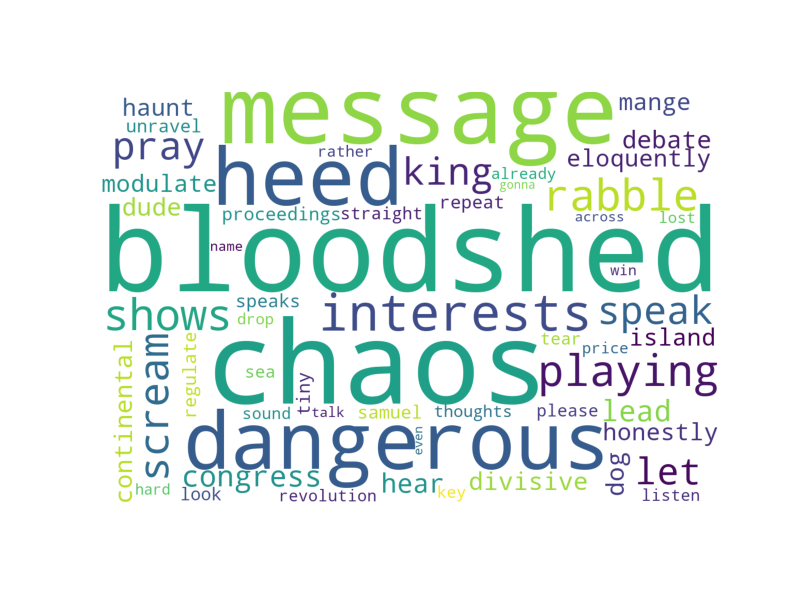 haunt message mange
unravel debate
pray rather eloquently
modulate heed king already rabble
dude gonna
proceedings straight repeat across lost
name bloodshed win
shows speaks interests speak
drop tear island
continental scream regulate sea chaos price playing
tiny
sound talk samuel thoughts please lead
dangerous even honestly
congress hear divisive dog let
hard look revolution key listen